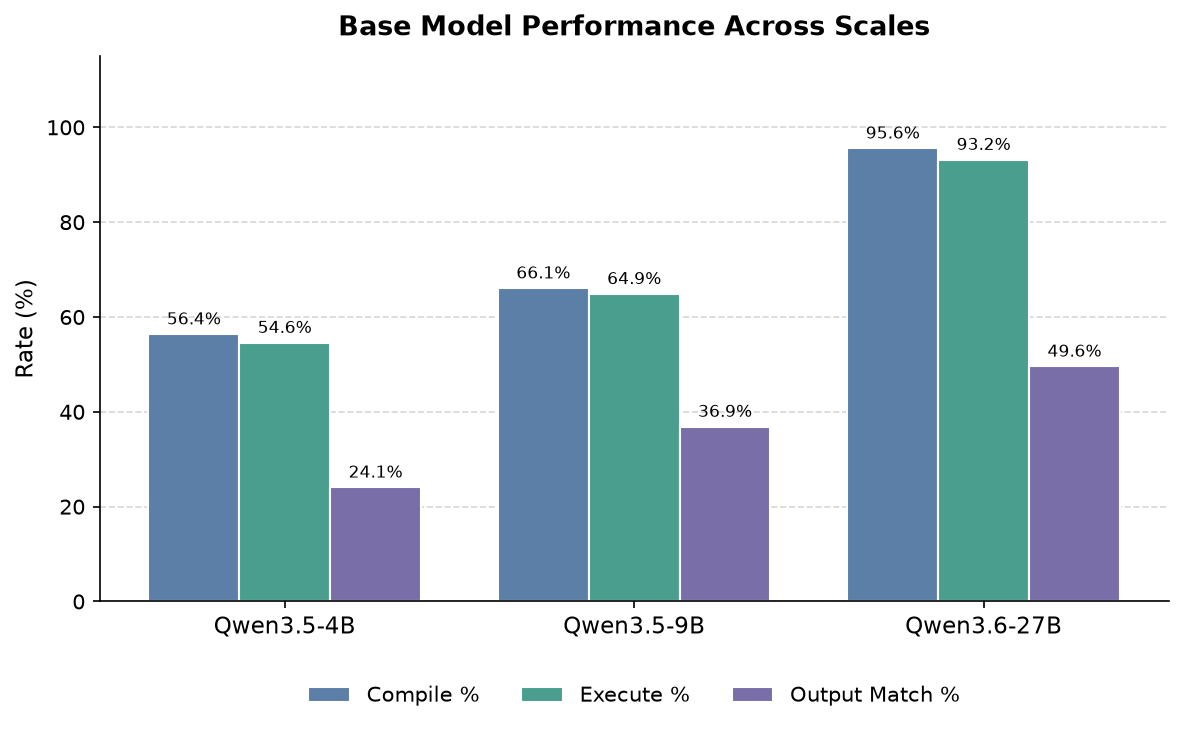 Base Model Performance Across Scales
Rate (%)
100
80
60
40
20
0
56.4%
54.6%
24.1%
66.1%
64.9%
36.9%
95.6%
93.2%
49.6%
Qwen3.5-4B
Qwen3.5-9B
Qwen3.6-27B
Compile %
Execute %
Output Match %